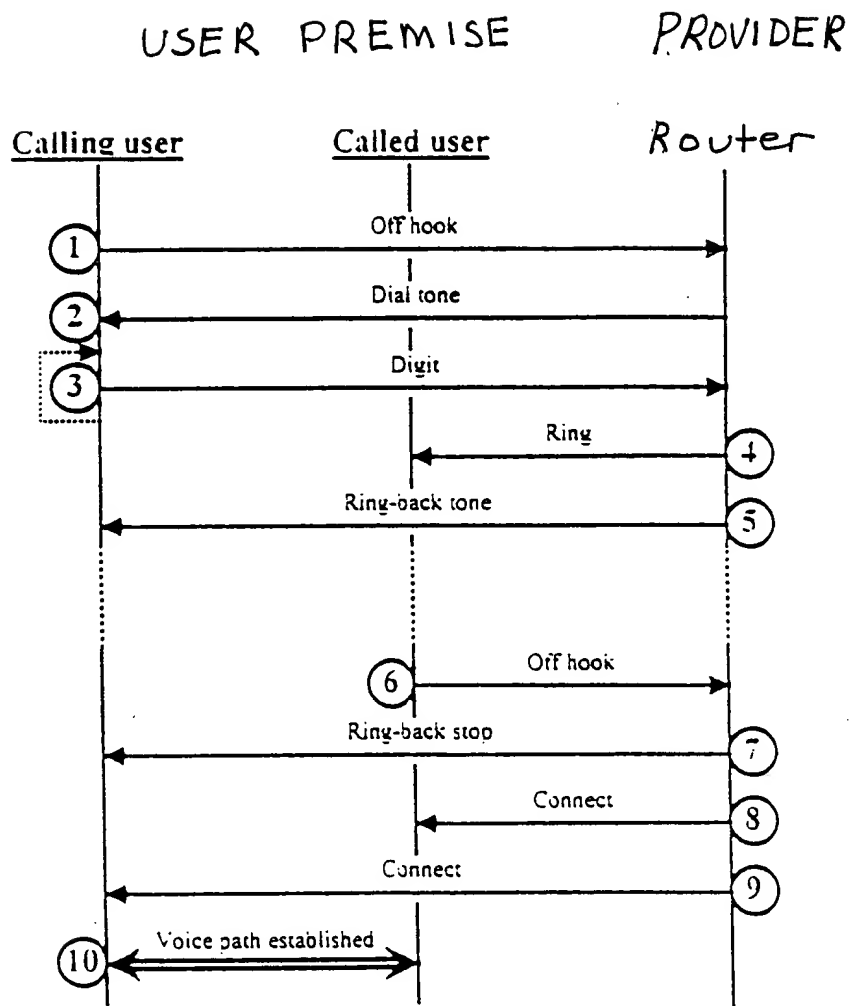 USER PREMISE PROVIDER
Calling user Called user Router
Off hook
1
Dial tone
2
Digit
3
Ring
4
Ring-back tone
5
Off hook
6
Ring-back stop
7
Connect
8
Connect
9
Voice path established
10